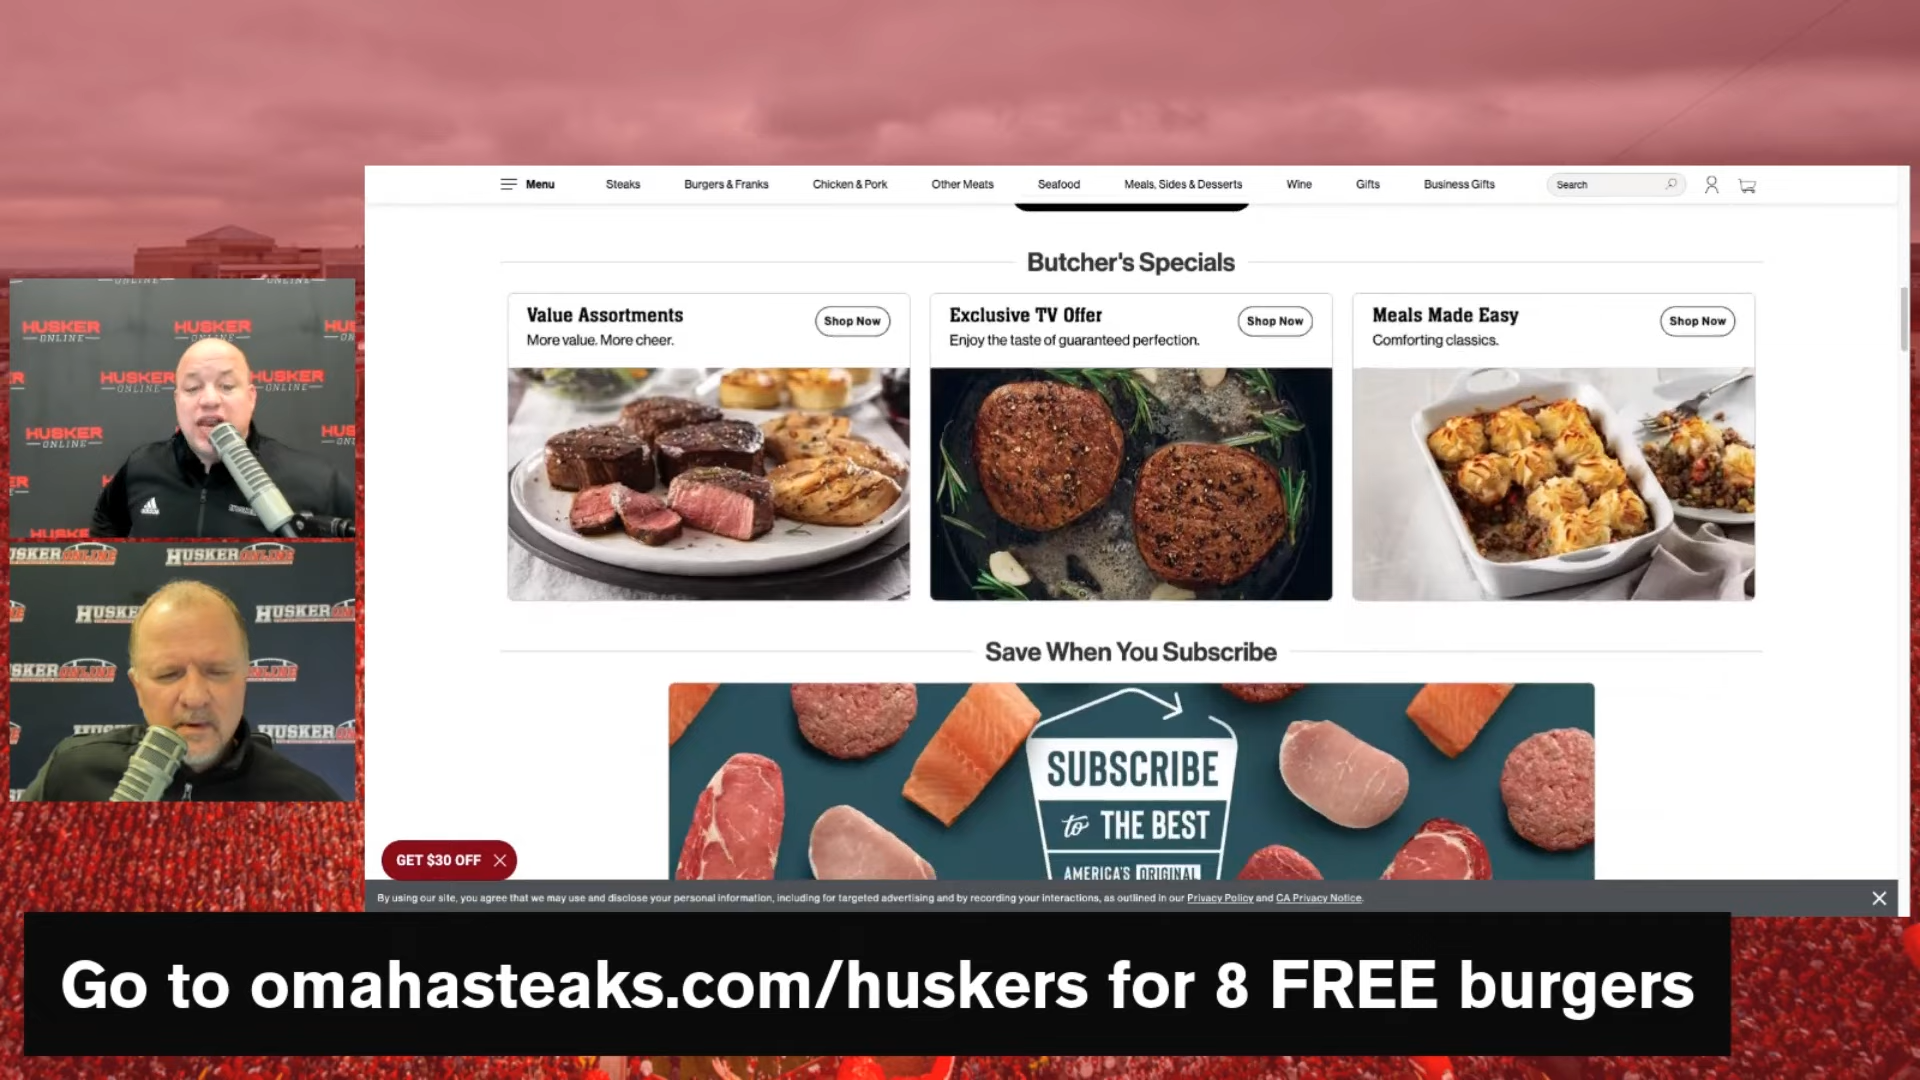 Menu
Steaks
Burgers & Franks
Chicken & Pork
Other Meats
Seafood
Meals, Sides & Desserts
Wine
Gifts
Business Gifts
Search
Butcher's Specials
Value Assortments
More value. More cheer.
Shop Now
Exclusive TV Offer
Enjoy the taste of guaranteed perfection.
Shop Now
Meals Made Easy
Comforting classics.
Shop Now
HUSKER
ONLINE
HUSKER
ONLINE
HUSKER
HUSKER
ONLINE
HUSKER
ONLINE
HUSKER ONLINE
Save When You Subscribe
SUBSCRIBE
to THE BEST
AMERICA'S ORIGINAL
GET $30 OFF
By using our site, you agree that we may use and disclose your personal information, including for targeted advertising and by recording your interactions, as outlined in our Privacy Policy and CA Privacy Notice.
Go to omahasteaks.com/huskers for 8 FREE burgers